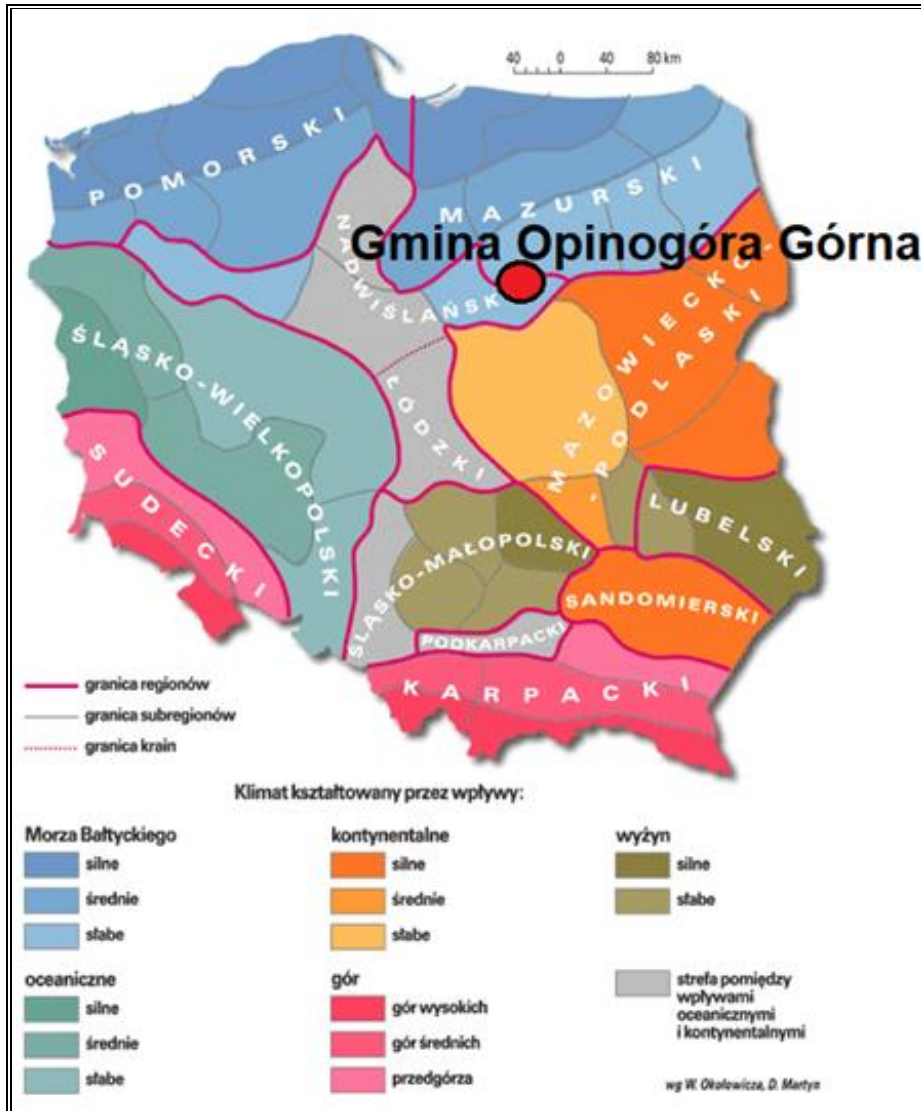 40 0 40 80 km
POMORSKI
MAZURSKI
Gmina Opinogóra Górna
NADWIŚLAŃSKI
MAZOWIECKO-
-PODLASKI
ŚLĄSKO-WIELKOPOLSKI
ŁÓDZKI
SUDECKI
LUBELSKI
ŚLĄSKO-MAŁOPOLSKI
SANDOMIERSKI
PODKARPACKI
KARPACKI
granica regionów
granica subregionów
granica krain
Klimat kształtowany przez wpływy:
Morza Bałtyckiego
silne
średnie
słabe
kontynentalne
silne
średnie
słabe
wyżyn
silne
słabe
oceaniczne
silne
średnie
słabe
gór
gór wysokich
gór średnich
przedgórza
strefa pomiędzy
wpływami
oceanicznymi
i kontynentalnymi
wg W. Okołowicza, D. Martyn